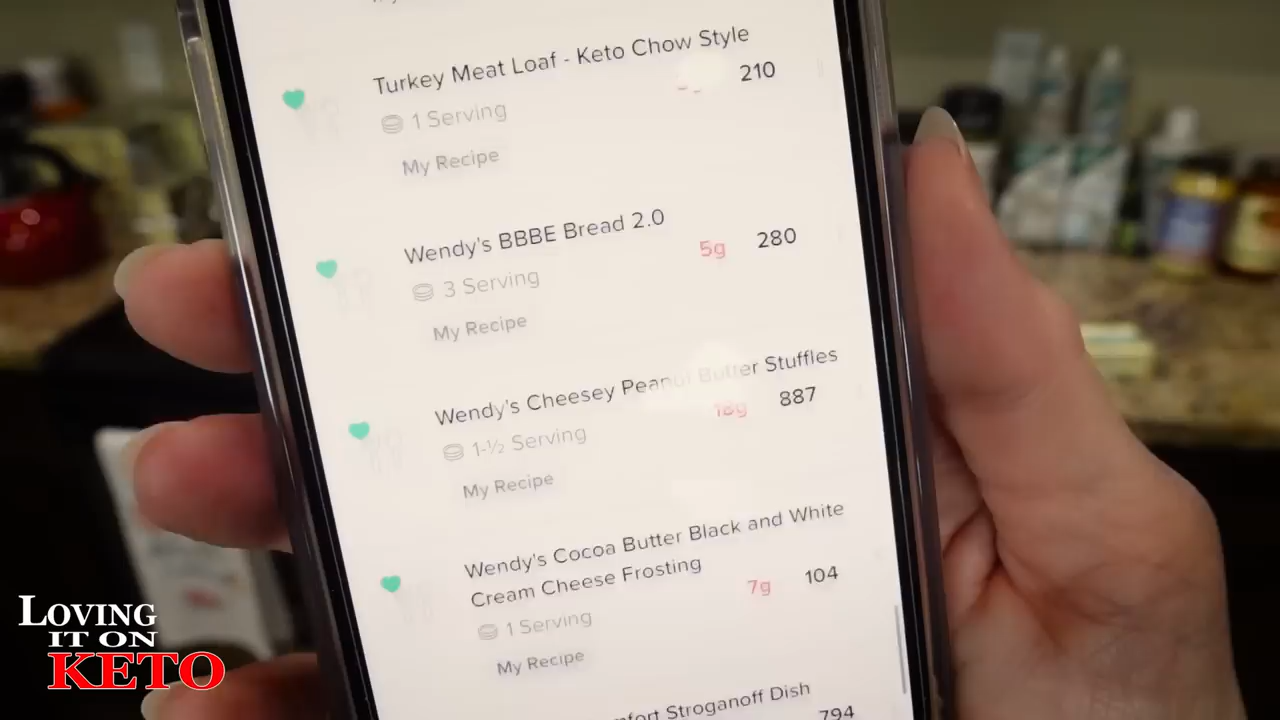 Turkey Meat Loaf - Keto Chow Style
210
1 Serving
My Recipe
Wendy's BBBE Bread 2.0
5g 280
3 Serving
My Recipe
Wendy's Cheesey Peanut Butter Stuffles
887
1-½ Serving
My Recipe
Wendy's Cocoa Butter Black and White
Cream Cheese Frosting
7g 104
1 Serving
My Recipe
Stroganoff Dish
794
LOVING
IT ON
KETO